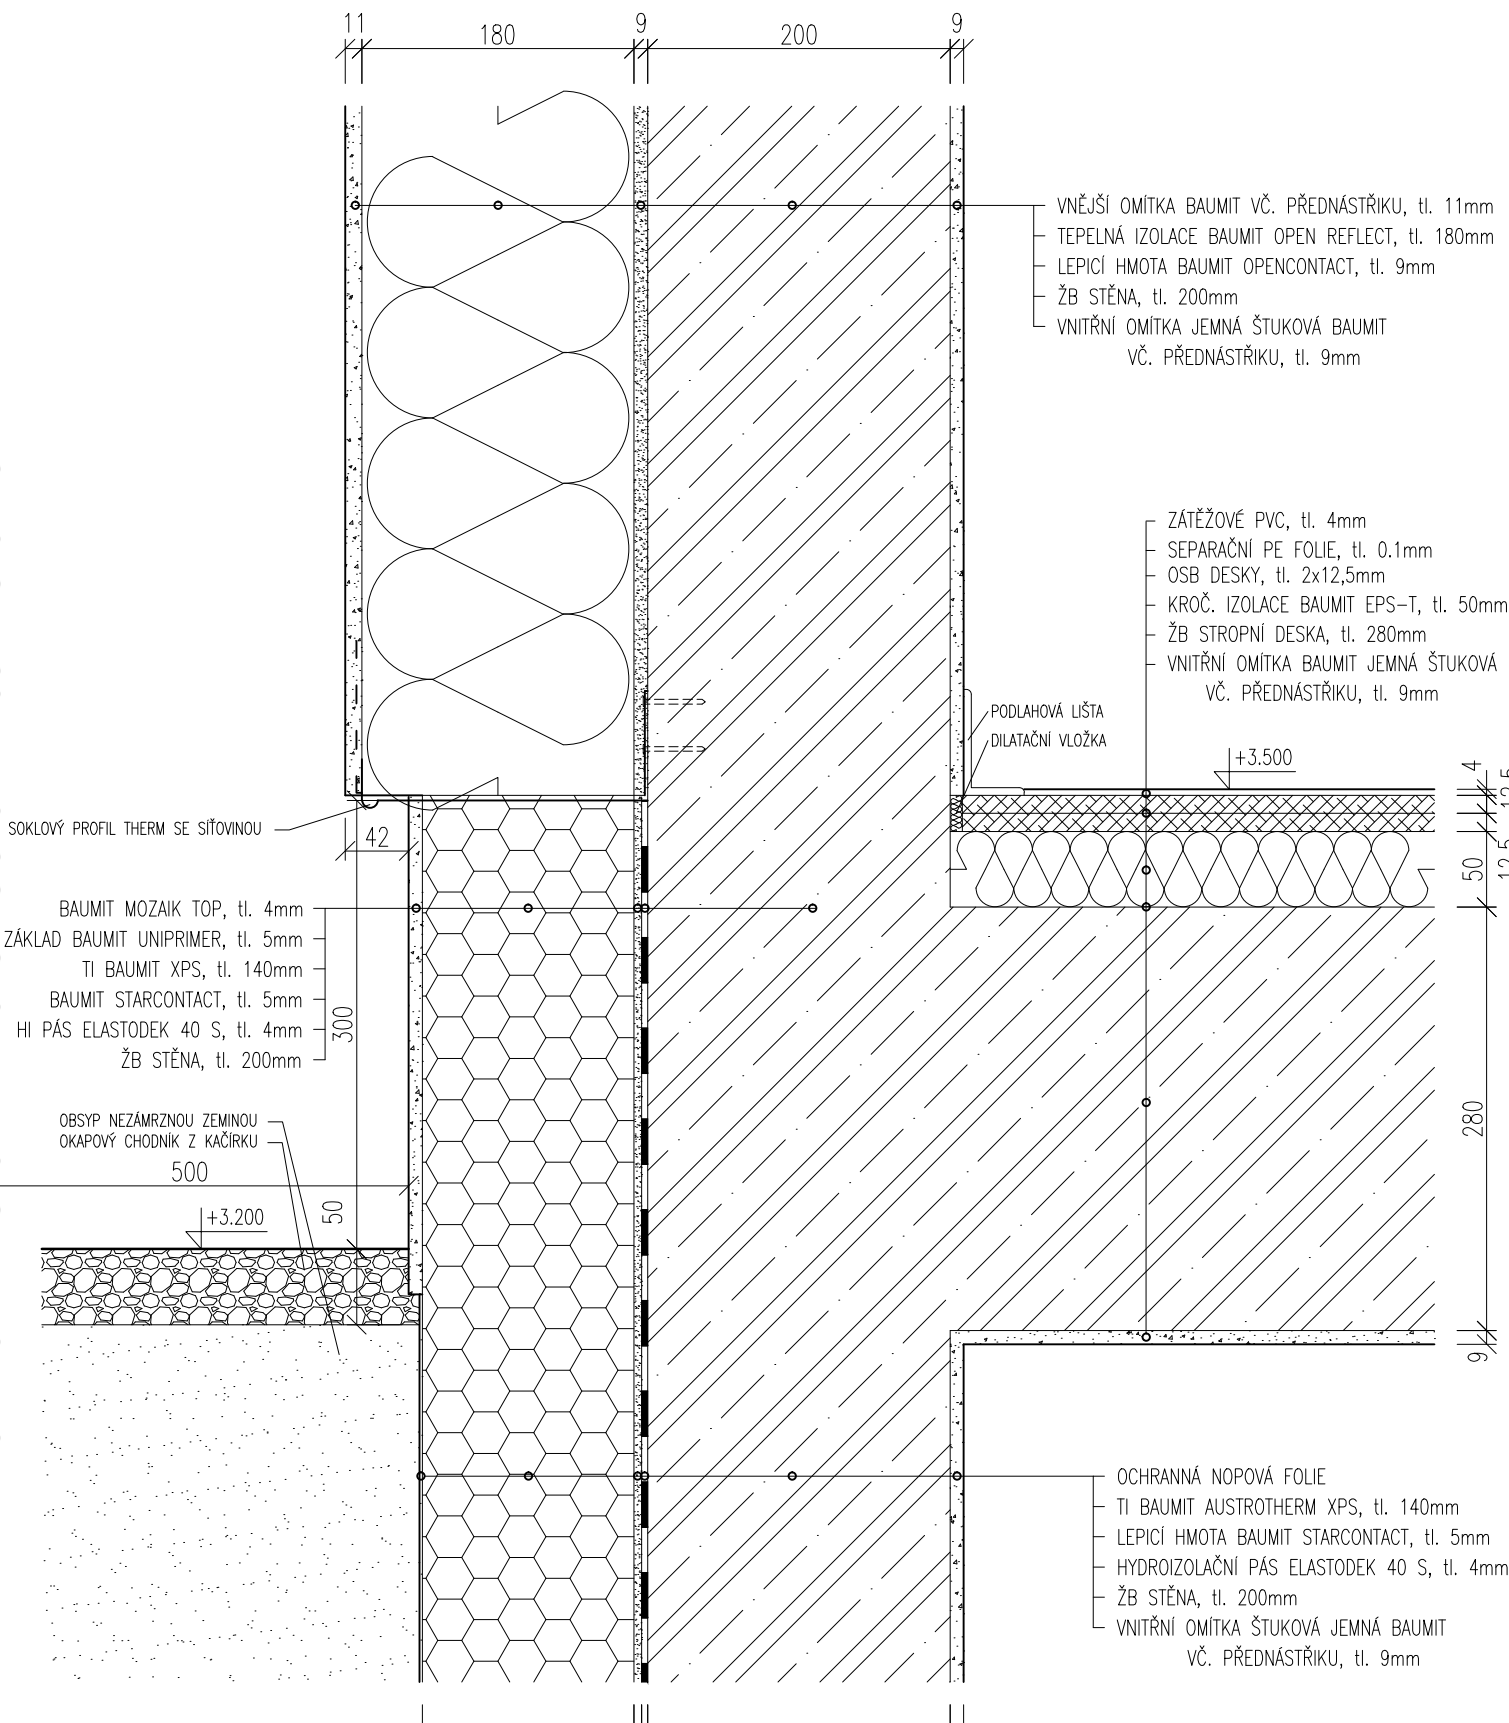 11
180
9
200
9
VNĚJŠÍ OMÍTKA BAUMIT VČ. PŘEDNÁSTŘIKU, tl. 11mm
TEPELNÁ IZOLACE BAUMIT OPEN REFLECT, tl. 180mm
LEPICÍ HMOTA BAUMIT OPENCONTACT, tl. 9mm
ŽB STĚNA, tl. 200mm
VNITŘNÍ OMÍTKA JEMNÁ ŠTUKOVÁ BAUMIT
VČ. PŘEDNÁSTŘIKU, tl. 9mm
ZÁTĚŽOVÉ PVC, tl. 4mm
SEPARAČNÍ PE FOLIE, tl. 0.1mm
OSB DESKY, tl. 2x12,5mm
KROČ. IZOLACE BAUMIT EPS-T, tl. 50mm
ŽB STROPNÍ DESKA, tl. 280mm
VNITŘNÍ OMÍTKA BAUMIT JEMNÁ ŠTUKOVÁ
VČ. PŘEDNÁSTŘIKU, tl. 9mm
PODLAHOVÁ LIŠTA
DILATAČNÍ VLOŽKA
+3.500
4
12,5
12,5
50
280
9
SOKLOVÝ PROFIL THERM SE SÍŤOVINOU
42
BAUMIT MOZAIK TOP, tl. 4mm
ZÁKLAD BAUMIT UNIPRIMER, tl. 5mm
TI BAUMIT XPS, tl. 140mm
BAUMIT STARCONTACT, tl. 5mm
HI PÁS ELASTODEK 40 S, tl. 4mm
ŽB STĚNA, tl. 200mm
300
OBSYP NEZÁMRZNOU ZEMINOU
OKAPOVÝ CHODNÍK Z KAČÍRKU
500
50
+3.200
OCHRANNÁ NOPOVÁ FOLIE
TI BAUMIT AUSTROTHERM XPS, tl. 140mm
LEPICÍ HMOTA BAUMIT STARCONTACT, tl. 5mm
HYDROIZOLAČNÍ PÁS ELASTODEK 40 S, tl. 4mm
ŽB STĚNA, tl. 200mm
VNITŘNÍ OMÍTKA ŠTUKOVÁ JEMNÁ BAUMIT
VČ. PŘEDNÁSTŘIKU, tl. 9mm